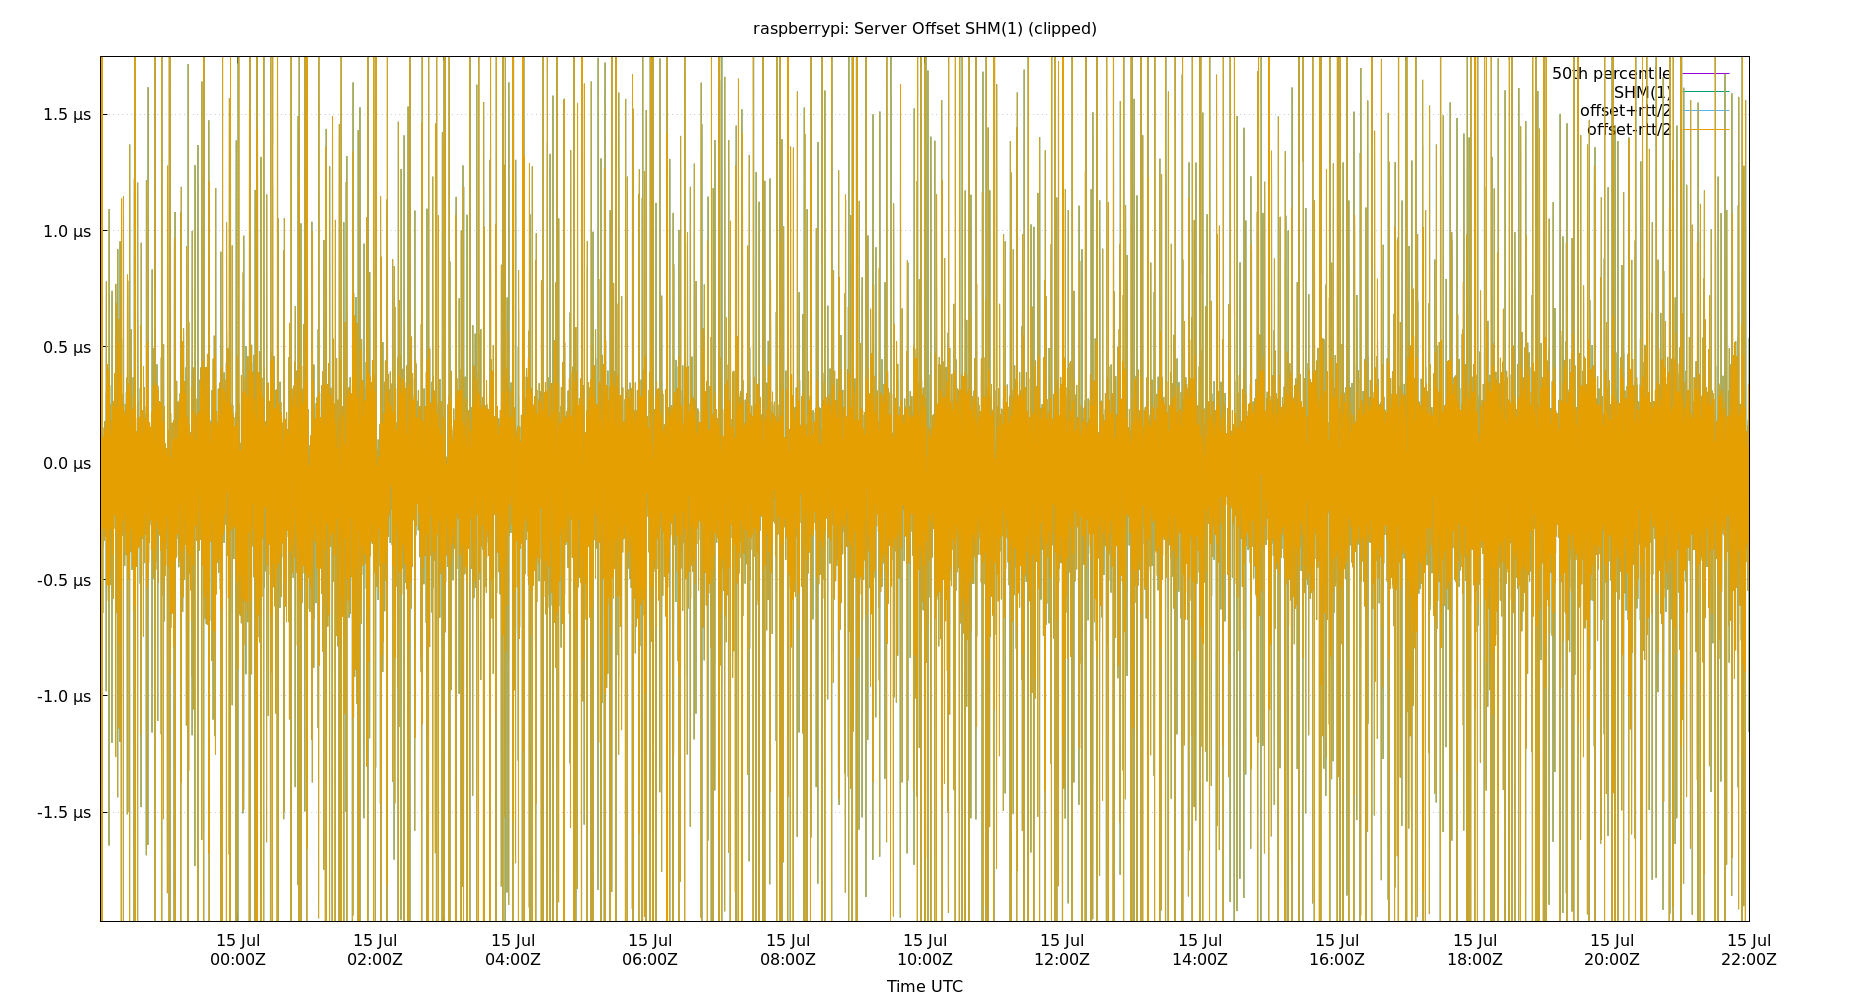 raspberrypi: Server Offset SHM(1) (clipped)
50th percentile
SHM(1)
offset+rtt/2
offset-rtt/2
1.5 µs
1.0 µs
0.5 µs
0.0 µs
-0.5 µs
-1.0 µs
-1.5 µs
15 Jul 15 Jul 15 Jul 15 Jul 15 Jul 15 Jul 15 Jul 15 Jul 15 Jul 15 Jul 15 Jul 15 Jul
00:00Z 02:00Z 04:00Z 06:00Z 08:00Z 10:00Z 12:00Z 14:00Z 16:00Z 18:00Z 20:00Z 22:00Z
Time UTC